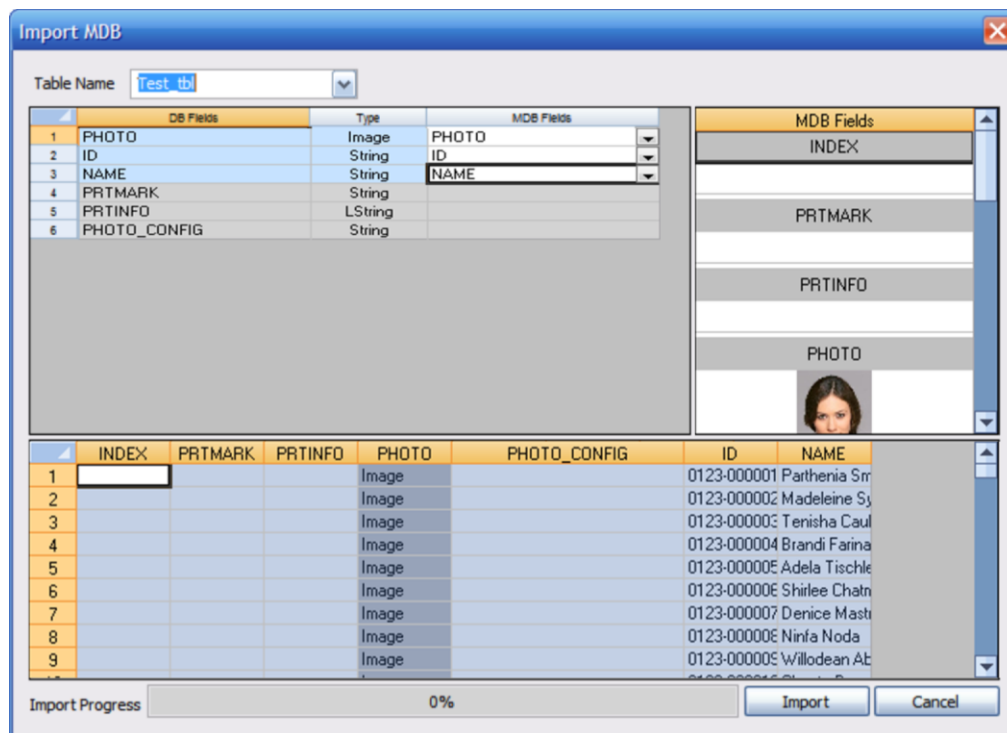 Import MDB
Table Name Test_tbl
DB Fields Type MDB Fields
1 PHOTO Image PHOTO
2 ID String ID
3 NAME String NAME
4 PRTMARK String
5 PRTINFO LString
6 PHOTO_CONFIG String
MDB Fields
INDEX
PRTMARK
PRTINFO
PHOTO
INDEX PRTMARK PRTINFO PHOTO PHOTO_CONFIG ID NAME
1 Image 0123-000001 Parthenia Sm
2 Image 0123-000002 Madeleine Sy
3 Image 0123-000003 Tenisha Caul
4 Image 0123-000004 Brandi Farina
5 Image 0123-000005 Adela Tischle
6 Image 0123-000006 Shirlee Chatn
7 Image 0123-000007 Denice Mast
8 Image 0123-000008 Ninfa Noda
9 Image 0123-000009 Willodean Ab
Import Progress 0% Import Cancel